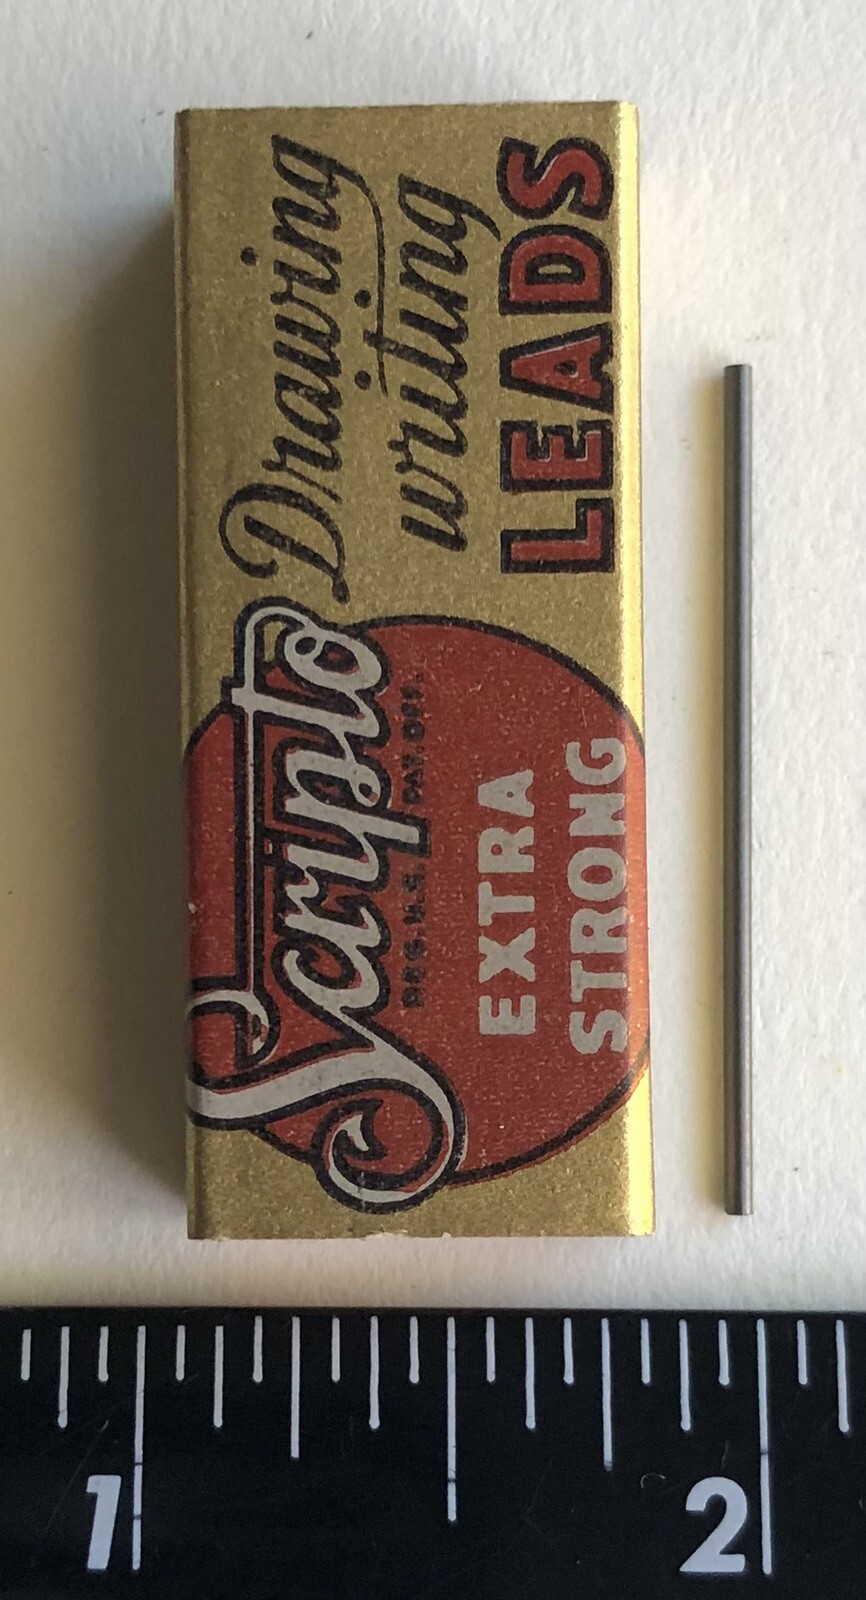 Scripto
REG. U.S. PAT. OFF.
EXTRA
STRONG
Drawing
writing
LEADS
1 2